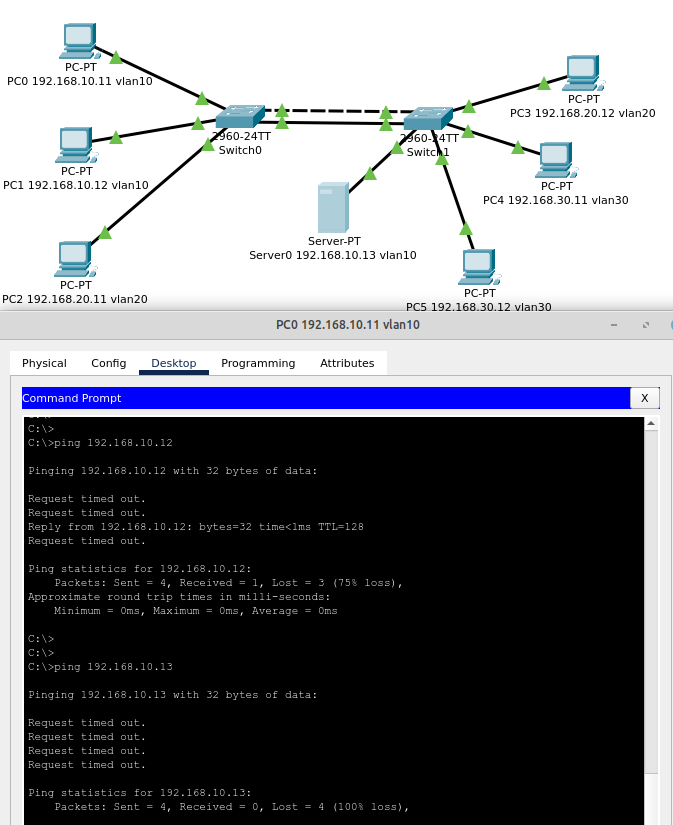 PC-PT
PC0 192.168.10.11 vlan10
PC-PT
PC1 192.168.10.12 vlan10
PC-PT
PC2 192.168.20.11 vlan20
2960-24TT
Switch0
2960-24TT
Switch1
Server-PT
Server0 192.168.10.13 vlan10
PC-PT
PC3 192.168.20.12 vlan20
PC-PT
PC4 192.168.30.11 vlan30
PC-PT
PC5 192.168.30.12 vlan30
PC0 192.168.10.11 vlan10
Physical Config Desktop Programming Attributes
Command Prompt X
C:\>
C:\>ping 192.168.10.12
Pinging 192.168.10.12 with 32 bytes of data:
Request timed out.
Request timed out.
Reply from 192.168.10.12: bytes=32 time<1ms TTL=128
Request timed out.
Ping statistics for 192.168.10.12:
Packets: Sent = 4, Received = 1, Lost = 3 (75% loss),
Approximate round trip times in milli-seconds:
Minimum = 0ms, Maximum = 0ms, Average = 0ms
C:\>
C:\>
C:\>ping 192.168.10.13
Pinging 192.168.10.13 with 32 bytes of data:
Request timed out.
Request timed out.
Request timed out.
Request timed out.
Ping statistics for 192.168.10.13:
Packets: Sent = 4, Received = 0, Lost = 4 (100% loss),